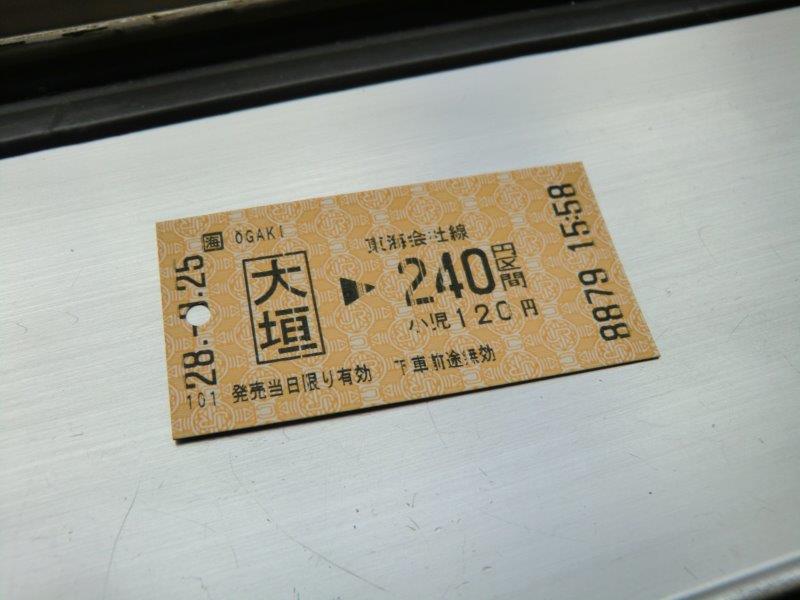 海 ŌGAKI
大垣
東海会社線
▶ 240円区間
小児120円
発売当日限り有効 下車前途無効
28.-
.25
101
8879 15:58